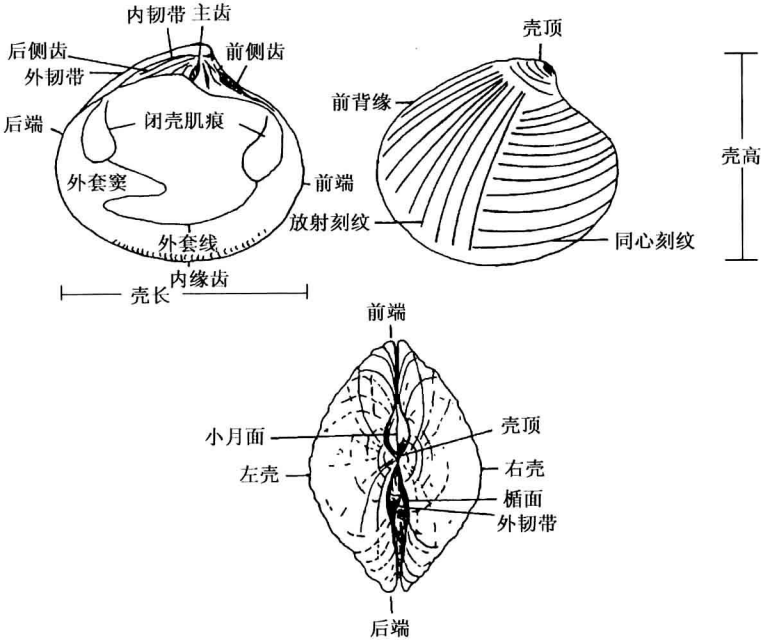 内韧带 主齿
后侧齿 前侧齿
外韧带
后端
闭壳肌痕
外套窦
前端
外套线
内缘齿
壳长
壳顶
前背缘
壳高
放射刻纹
同心刻纹
前端
小月面
壳顶
左壳
右壳
楯面
外韧带
后端